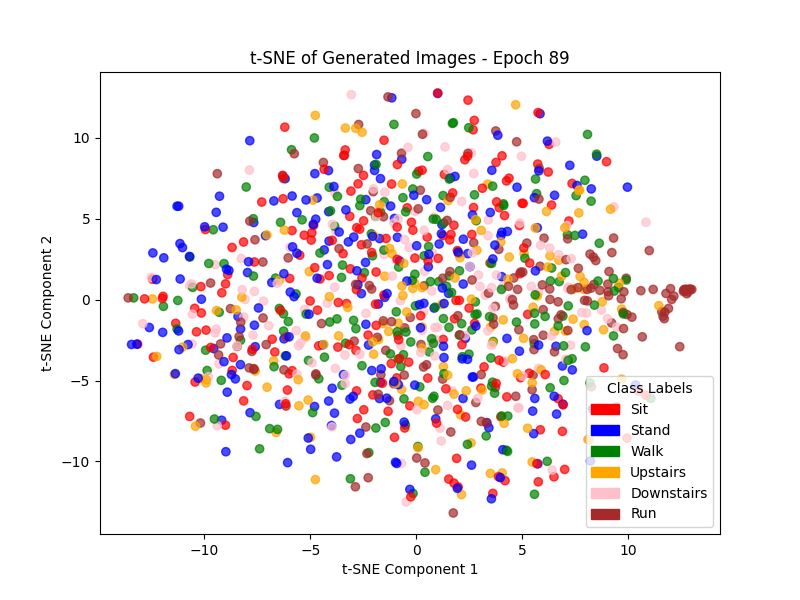 t-SNE of Generated Images - Epoch 89
t-SNE Component 2
10
5
0
−5
−10
Class Labels
Sit
Stand
Walk
Upstairs
Downstairs
Run
−10
−5
0
5
10
t-SNE Component 1